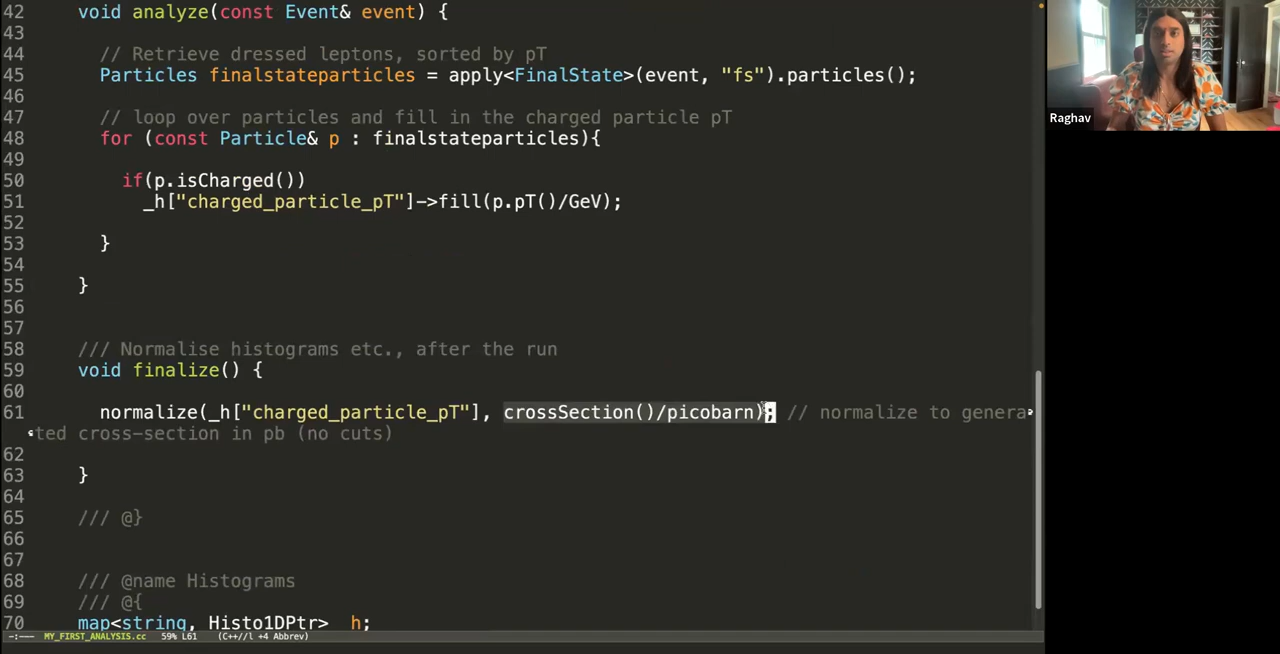 42 void analyze(const Event& event) {
43
44 // Retrieve dressed leptons, sorted by pT
45 Particles finalstateparticles = apply<FinalState>(event, "fs").particles();
46
47 // loop over particles and fill in the charged particle pT
48 for (const Particle& p : finalstateparticles){
49
50 if(p.isCharged())
51 _h["charged_particle_pT"]->fill(p.pT()/GeV);
52
53 }
54
55 }
56
57
58 /// Normalise histograms etc., after the run
59 void finalize() {
60
61 normalize(_h["charged_particle_pT"], crossSection()/picobarn); // normalize to genera
ted cross-section in pb (no cuts)
62
63 }
64
65 /// @}
66
67
68 /// @name Histograms
69 /// @{
70 map<string, Histo1DPtr> h;
-:--- MY_FIRST_ANALYSIS.cc 59% L61 (C++//l +4 Abbrev)
Raghav